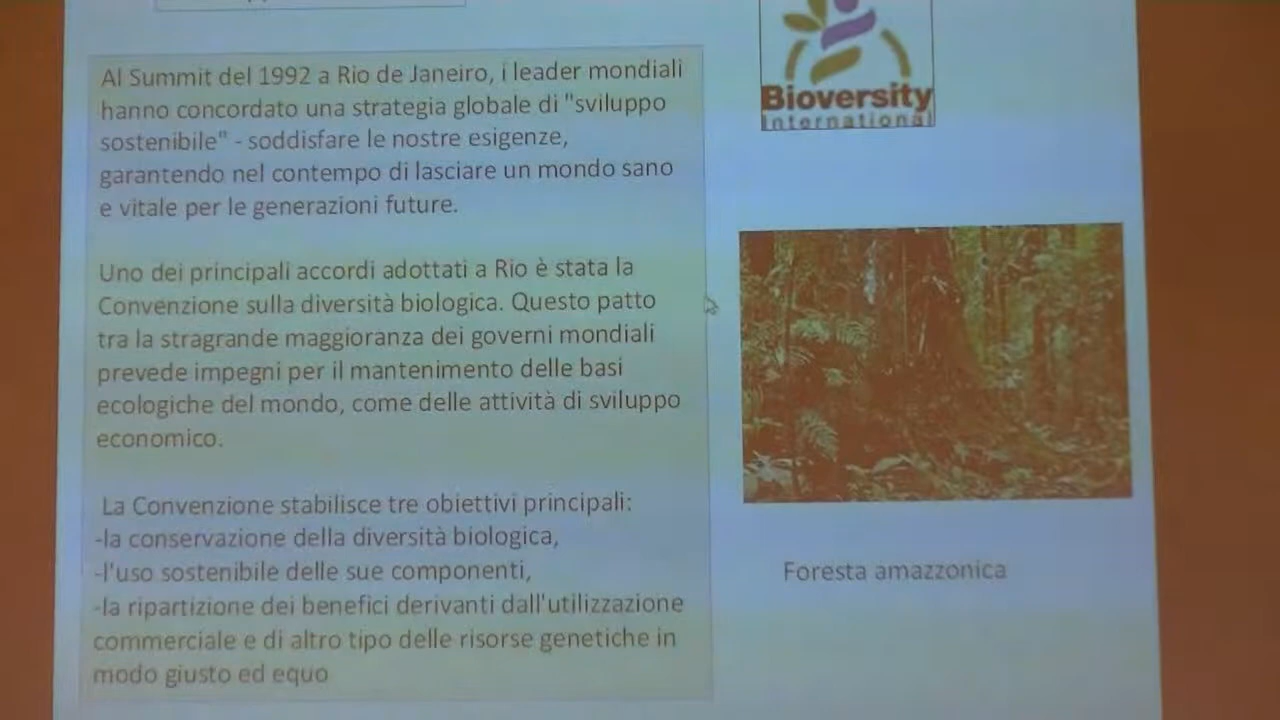 Al Summit del 1992 a Rio de Janeiro, i leader mondiali
hanno concordato una strategia globale di "sviluppo
sostenibile" - soddisfare le nostre esigenze,
garantendo nel contempo di lasciare un mondo sano
e vitale per le generazioni future.
Uno dei principali accordi adottati a Rio è stata la
Convenzione sulla diversità biologica. Questo patto
tra la stragrande maggioranza dei governi mondiali
prevede impegni per il mantenimento delle basi
ecologiche del mondo, come delle attività di sviluppo
economico.
La Convenzione stabilisce tre obiettivi principali:
-la conservazione della diversità biologica,
-l'uso sostenibile delle sue componenti,
-la ripartizione dei benefici derivanti dall'utilizzazione
commerciale e di altro tipo delle risorse genetiche in
modo giusto ed equo
Bioversity
International
Foresta amazzonica